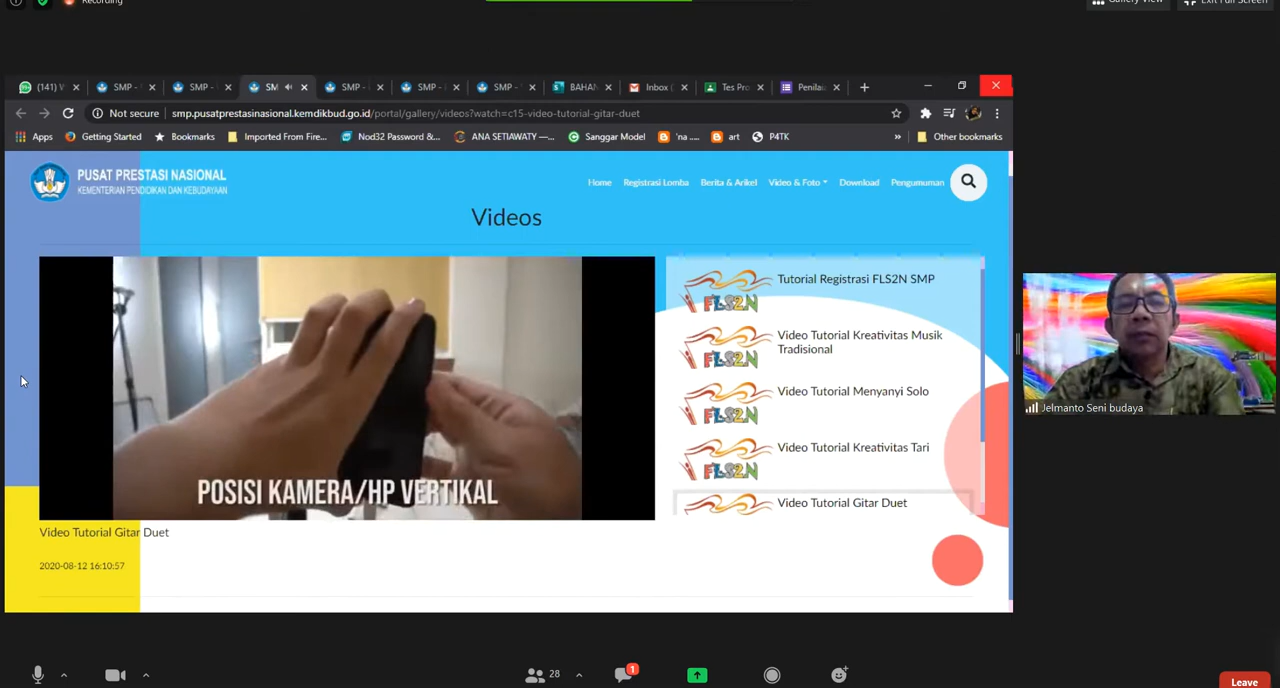 Recording
Gallery View
Exit Full Screen
(141) W
SMP -
SMP -
SM
SMP -
SMP -
SMP -
BAHAN
Inbox (
Tes Pro
Penilai
Not secure
smp.pusatprestasinasional.kemdikbud.go.id/portal/gallery/videos?watch=c15-video-tutorial-gitar-duet
Apps
Getting Started
Bookmarks
Imported From Fire...
Nod32 Password &...
ANA SETIAWATY —...
Sanggar Model
'na ....
art
P4TK
»
Other bookmarks
PUSAT PRESTASI NASIONAL
KEMENTERIAN PENDIDIKAN DAN KEBUDAYAAN
Home
Registrasi Lomba
Berita & Arikel
Video & Foto
Download
Pengumuman
Videos
POSISI KAMERA/HP VERTIKAL
Video Tutorial Gitar Duet
2020-08-12 16:10:57
FLS2N
Tutorial Registrasi FLS2N SMP
FLS2N
Video Tutorial Kreativitas Musik
Tradisional
FLS2N
Video Tutorial Menyanyi Solo
FLS2N
Video Tutorial Kreativitas Tari
Video Tutorial Gitar Duet
FLS2N
Jelmanto Seni budaya
28
1
Leave